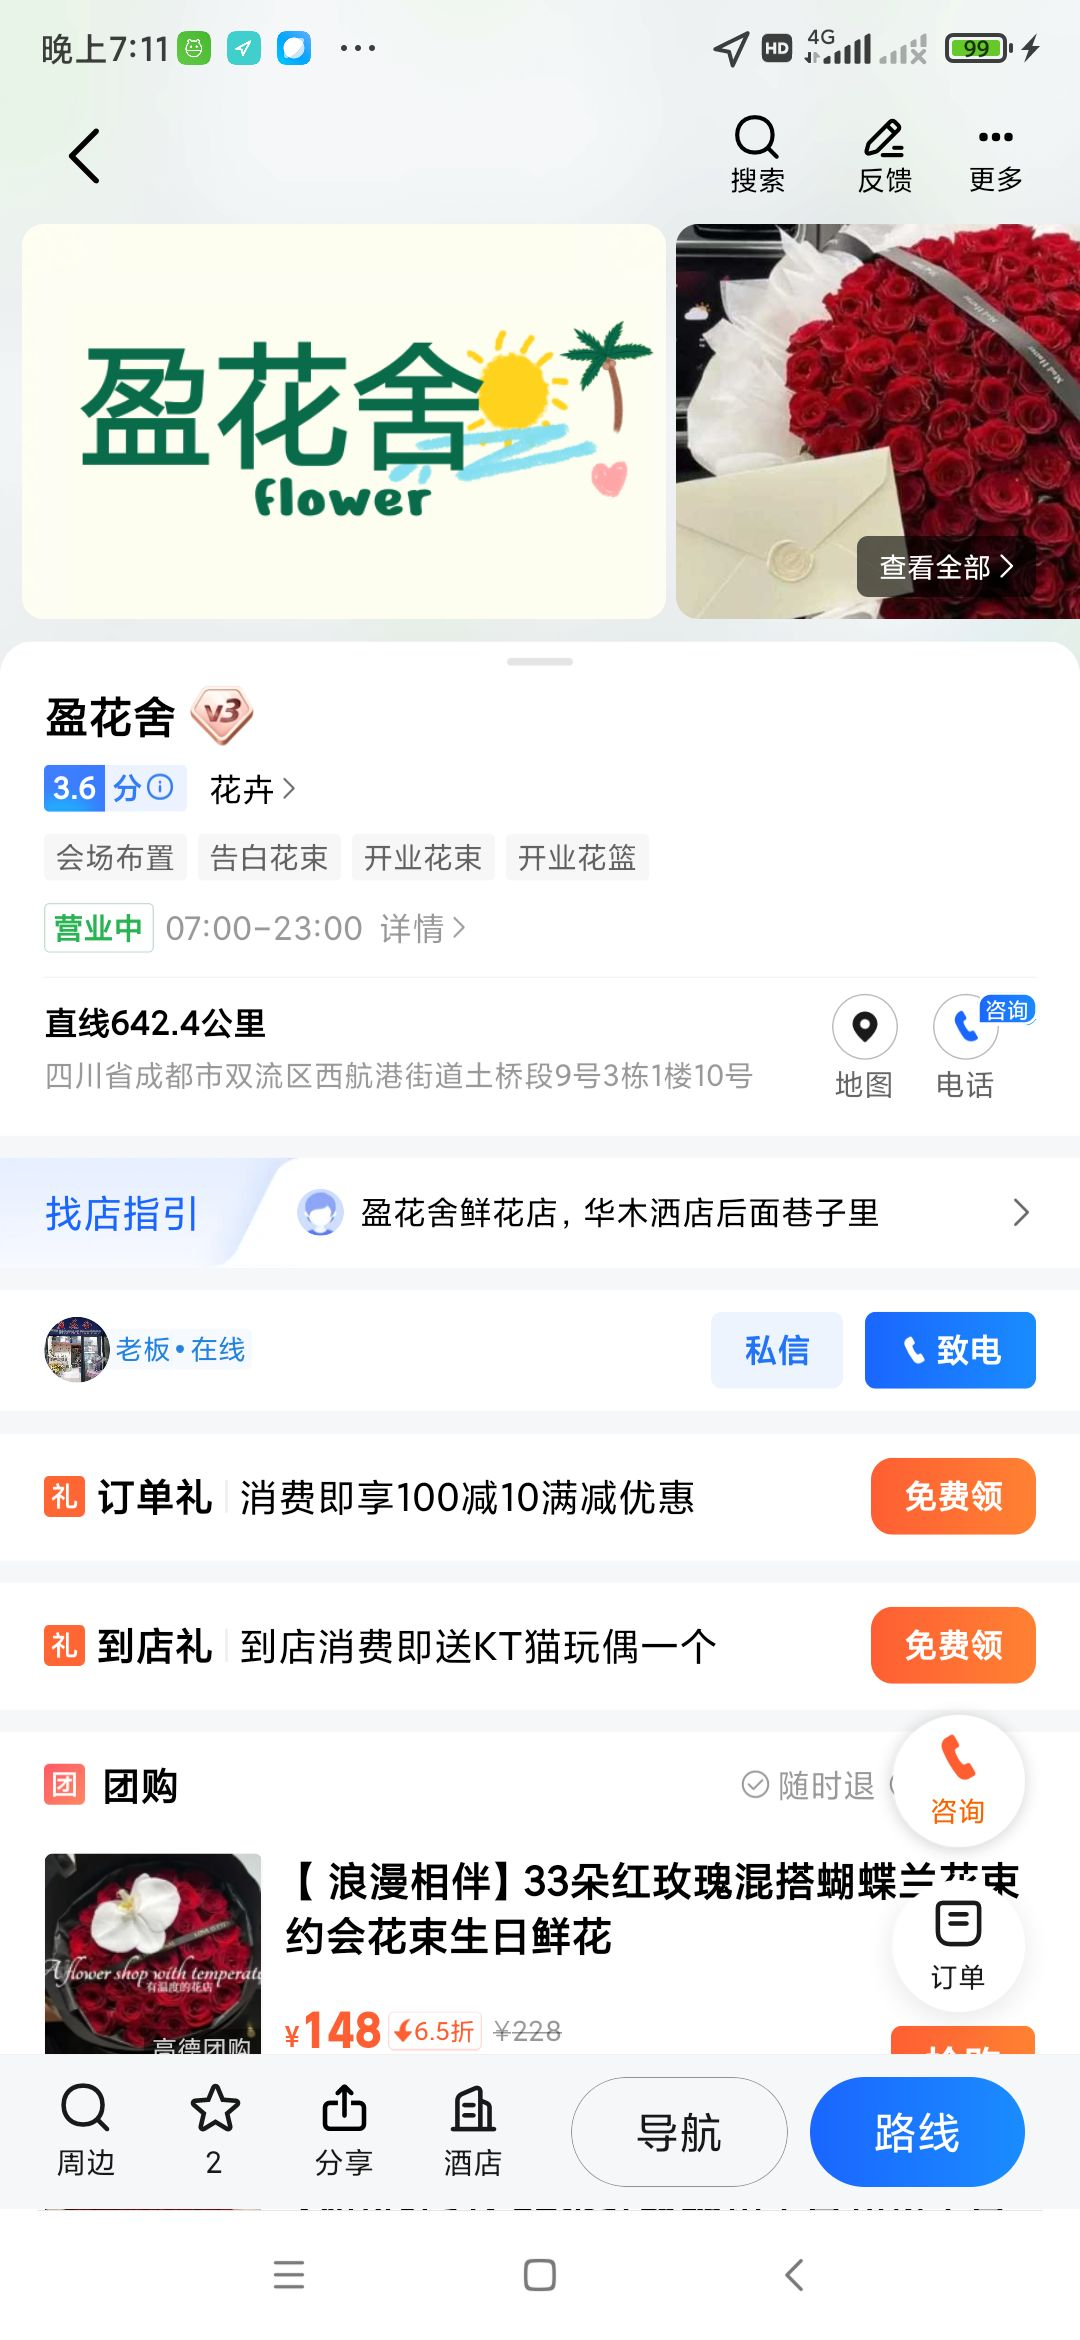 晚上7:11
HD
4G
99
搜索
反馈
更多
盈花舍
flower
查看全部
盈花舍
v3
3.6 分
花卉
会场布置
告白花束
开业花束
开业花篮
营业中 07:00-23:00 详情
直线642.4公里
四川省成都市双流区西航港街道土桥段9号3栋1楼10号
地图
咨询
电话
找店指引
盈花舍鲜花店，华木洒店后面巷子里
老板•在线
私信
致电
礼 订单礼 消费即享100减10满减优惠
免费领
礼 到店礼 到店消费即送KT猫玩偶一个
免费领
团 团购
随时退
咨询
【浪漫相伴】33朵红玫瑰混搭蝴蝶兰花束
约会花束生日鲜花
A flower shop with temperat
有温度的花店
高德团购
¥148 6.5折 ¥228
订单
抢购
周边
2
分享
酒店
导航
路线